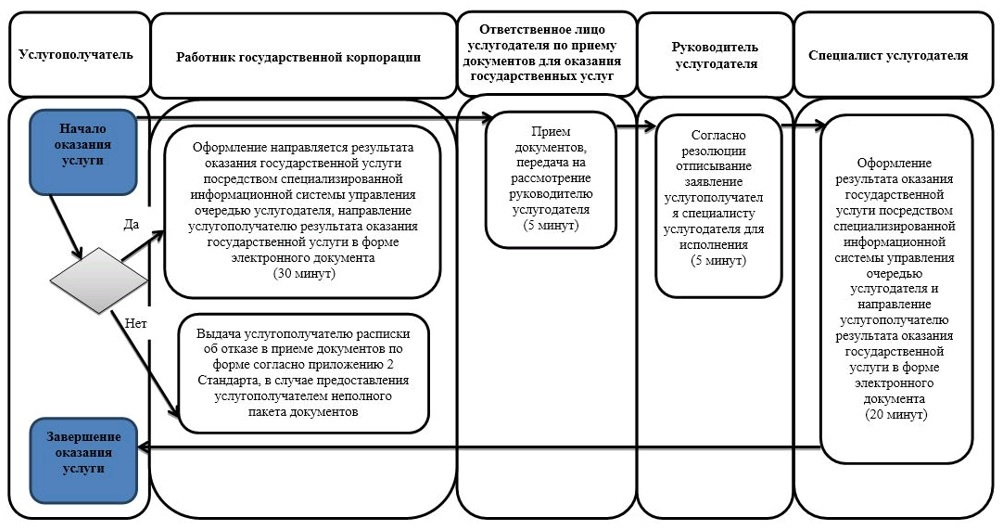 Услугополучатель
Работник государственной корпорации
Ответственное лицо
услугодателя по приему
документов для оказания
государственных услуг
Руководитель
услугодателя
Специалист услугодателя
Начало
оказания
услуги
Да
Нет
Завершение
оказания
услуги
Оформление направляется результата
оказания государственной услуги
посредством специализированной
информационной системы управления
очередью услугодателя, направление
услугополучателю результата оказания
государственной услуги в форме
электронного документа
(30 минут)
Выдача услугополучателю расписки
об отказе в приеме документов по
форме согласно приложению 2
Стандарта, в случае предоставления
услугополучателем неполного
пакета документов
Прием
документов,
передача на
рассмотрение
руководителю
услугодателя
(5 минут)
Согласно
резолюции
отписывание
заявление
услугополучател
я специалисту
услугодателя для
исполнения
(5 минут)
Оформление
результата оказания
государственной
услуги посредством
специализированной
информационной
системы управления
очередью
услугодателя и
направление
услугополучателю
результата оказания
государственной
услуги в форме
электронного
документа
(20 минут)